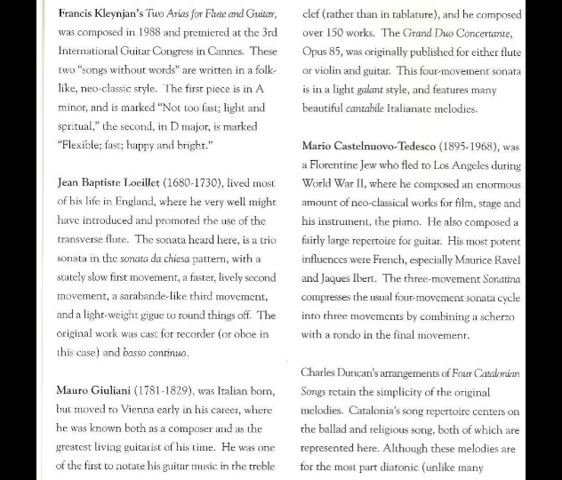 Francis Kleynjan's Two Arias for Flute and Guitar,
was composed in 1988 and premiered at the 3rd
International Guitar Congress in Cannes. These
two "songs without words" are written in a folk-
like, neo-classic style. The first piece is in A
minor, and is marked "Not too fast; light and
spritual," the second, in D major, is marked
"Flexible; fast; happy and bright."
Jean Baptiste Loeillet (1680-1730), lived most
of his life in England, where he very well might
have introduced and promoted the use of the
transverse flute. The sonata heard here, is a trio
sonata in the sonata da chiesa pattern, with a
stately slow first movement, a faster, lively second
movement, a sarabande-like third movement,
and a light-weight gigue to round things off. The
original work was cast for recorder (or oboe in
this case) and basso continuo.
Mauro Giuliani (1781-1829), was Italian born,
but moved to Vienna early in his career, where
he was known both as a composer and as the
greatest living guitarist of his time. He was one
of the first to notate his guitar music in the treble
clef (rather than in tablature), and he composed
over 150 works. The Grand Duo Concertante,
Opus 85, was originally published for either flute
or violin and guitar. This four-movement sonata
is in a light galant style, and features many
beautiful cantabile Italianate melodies.
Mario Castelnuovo-Tedesco (1895-1968), was
a Florentine Jew who fled to Los Angeles during
World War II, where he composed an enormous
amount of neo-classical works for film, stage and
his instrument, the piano. He also composed a
fairly large repertoire for guitar. His most potent
influences were French, especially Maurice Ravel
and Jaques Ibert. The three-movement Sonatina
compresses the usual four-movement sonata cycle
into three movements by combining a scherzo
with a rondo in the final movement.
Charles Duncan's arrangements of Four Catalonian
Songs retain the simplicity of the original
melodies. Catalonia's song repertoire centers on
the ballad and religious song, both of which are
represented here. Although these melodies are
for the most part diatonic (unlike many